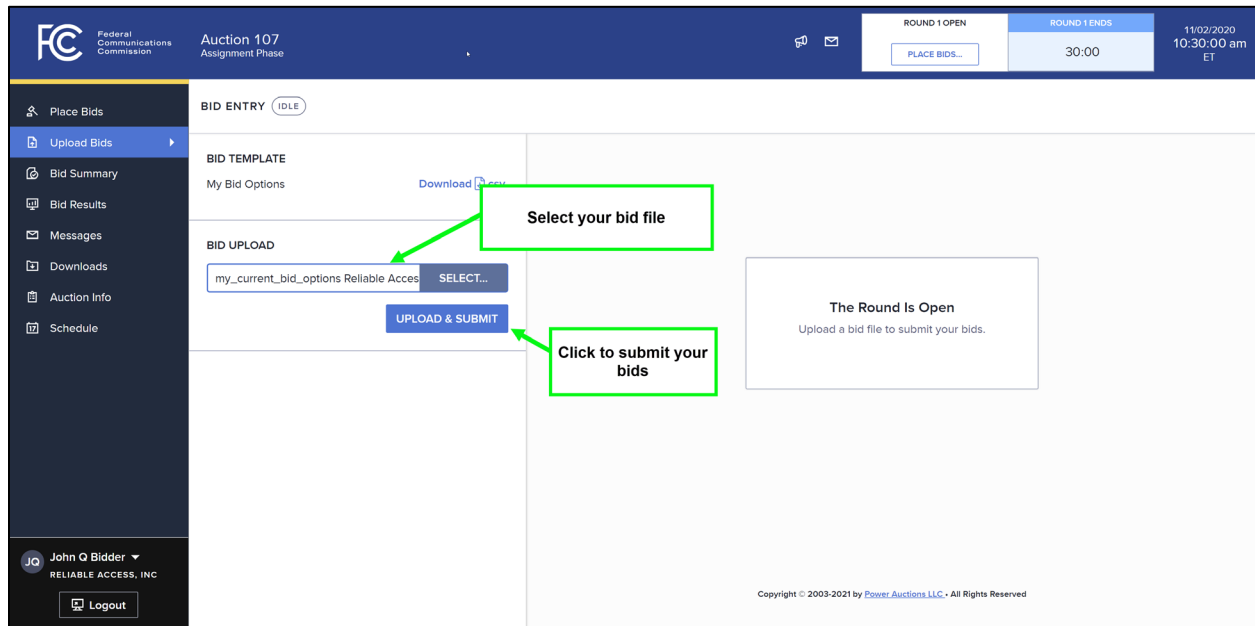 FCC
Federal
Communications
Commission
Auction 107
Assignment Phase
ROUND 1 OPEN
PLACE BIDS...
ROUND 1 ENDS
30:00
11/02/2020
10:30:00 am
ET
Place Bids
Upload Bids
Bid Summary
Bid Results
Messages
Downloads
Auction Info
17 Schedule
JQ
John Q Bidder
RELIABLE ACCESS, INC
Logout
BID ENTRY IDLE
BID TEMPLATE
My Bid Options Download csv
Select your bid file
BID UPLOAD
my_current_bid_options Reliable Acces SELECT...
UPLOAD & SUBMIT
Click to submit your
bids
The Round Is Open
Upload a bid file to submit your bids.
Copyright © 2003-2021 by Power Auctions LLC • All Rights Reserved